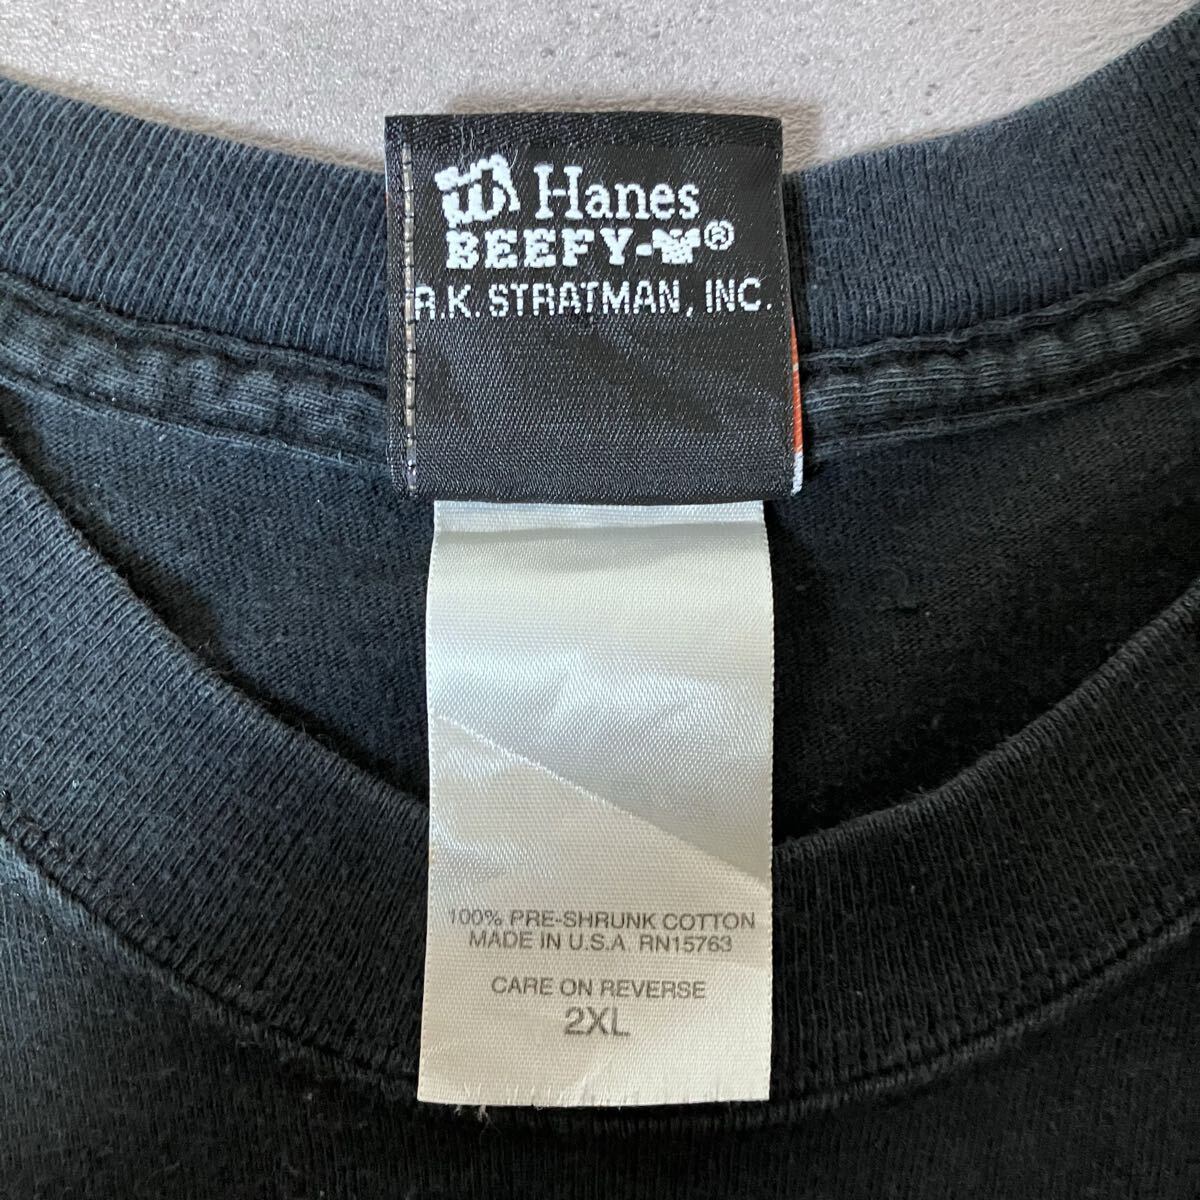 Hanes
BEEFY-T®
R.K. STRATMAN, INC.
100% PRE-SHRUNK COTTON
MADE IN U.S.A. RN15763
CARE ON REVERSE
2XL